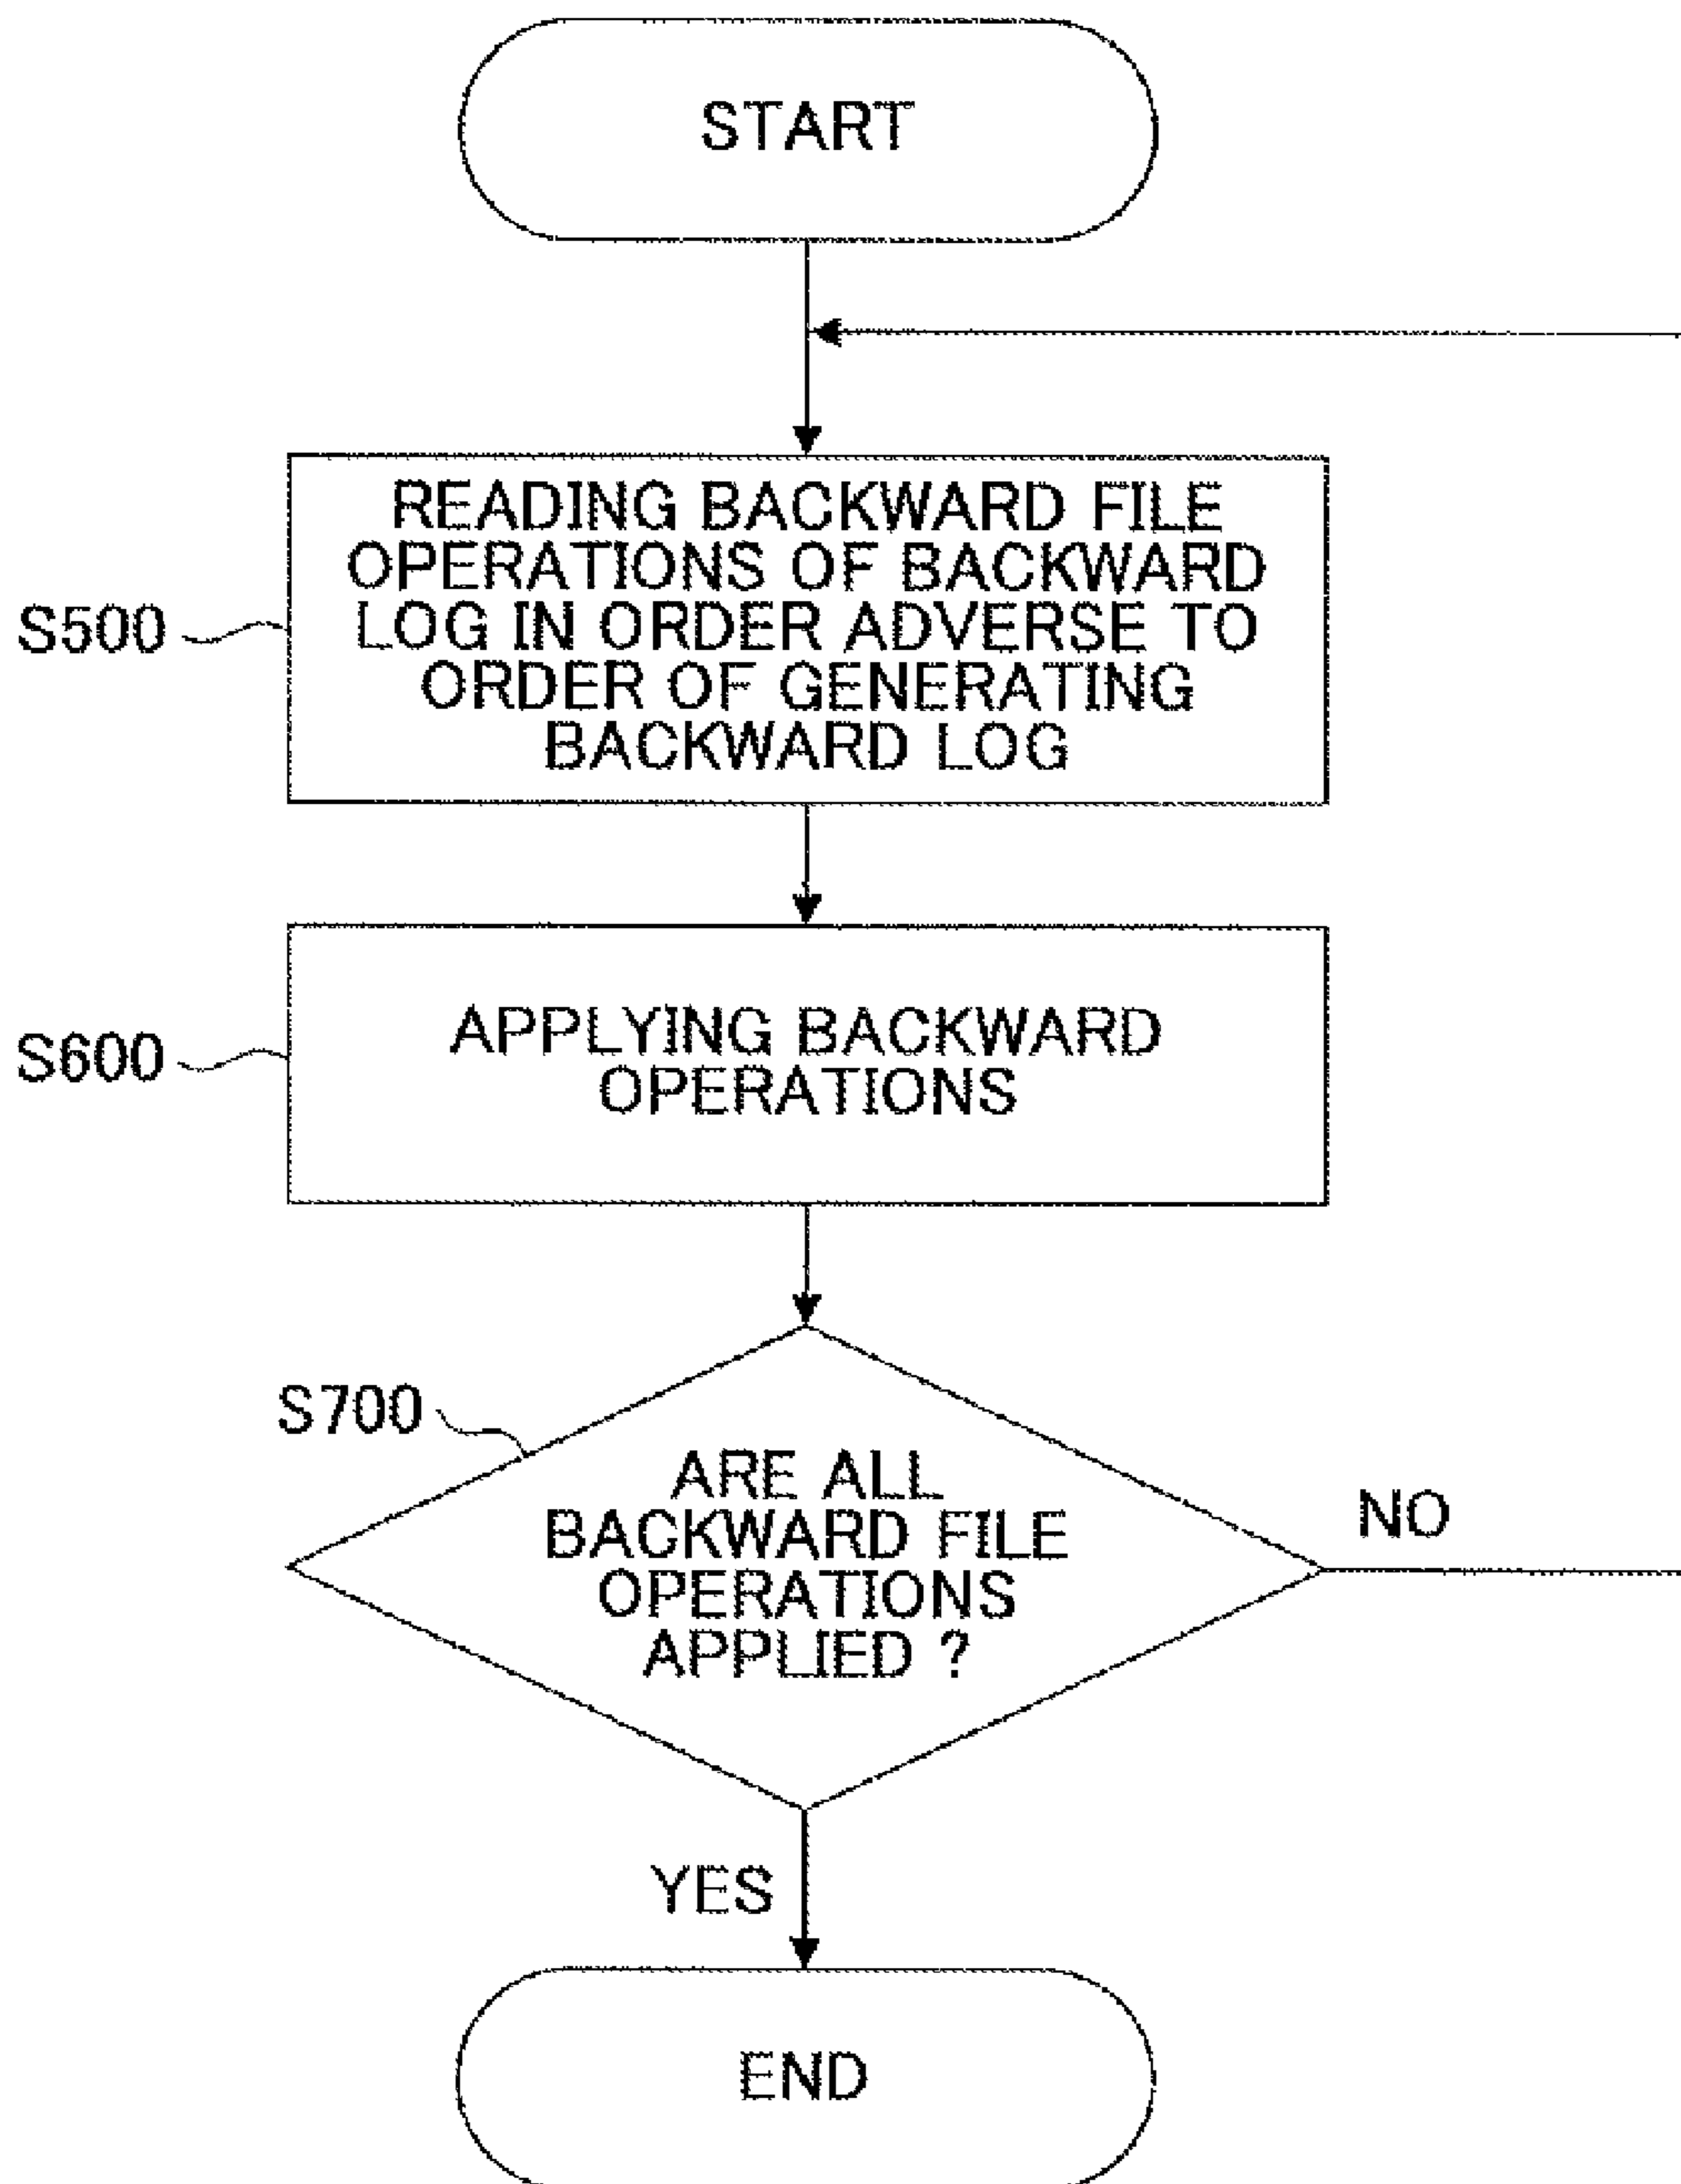 START
READING BACKWARD FILE
OPERATIONS OF BACKWARD
LOG IN ORDER ADVERSE TO
ORDER OF GENERATING
BACKWARD LOG
S500
APPLYING BACKWARD
OPERATIONS
S600
S700
ARE ALL
BACKWARD FILE
OPERATIONS
APPLIED ?
NO
YES
END